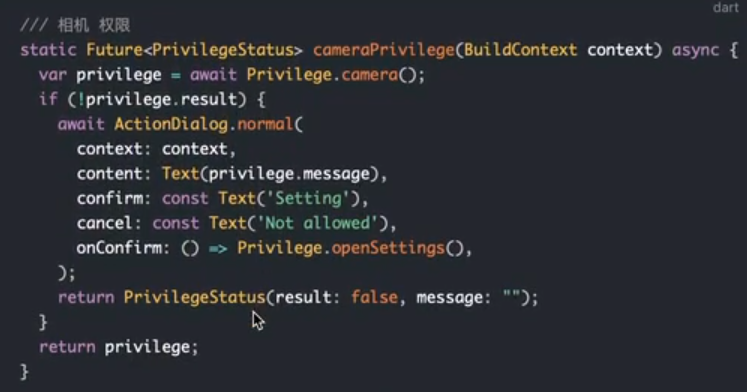 dart
/// 相机 权限
static Future<PrivilegeStatus> cameraPrivilege(BuildContext context) async {
  var privilege = await Privilege.camera();
  if (!privilege.result) {
    await ActionDialog.normal(
      context: context,
      content: Text(privilege.message),
      confirm: const Text('Setting'),
      cancel: const Text('Not allowed'),
      onConfirm: () => Privilege.openSettings(),
    );
    return PrivilegeStatus(result: false, message: "");
  }
  return privilege;
}